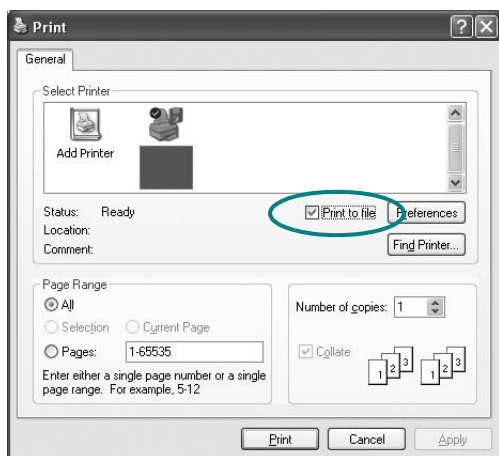 Print
General
Select Printer
Add Printer
Status: Ready
Location:
Comment:
Print to file
Preferences
Find Printer...
Page Range
All
Selection
Current Page
Pages: 1-65535
Enter either a single page number or a single
page range. For example, 5-12
Number of copies: 1
Collate
1 2 3
1 2 3
Print
Cancel
Apply